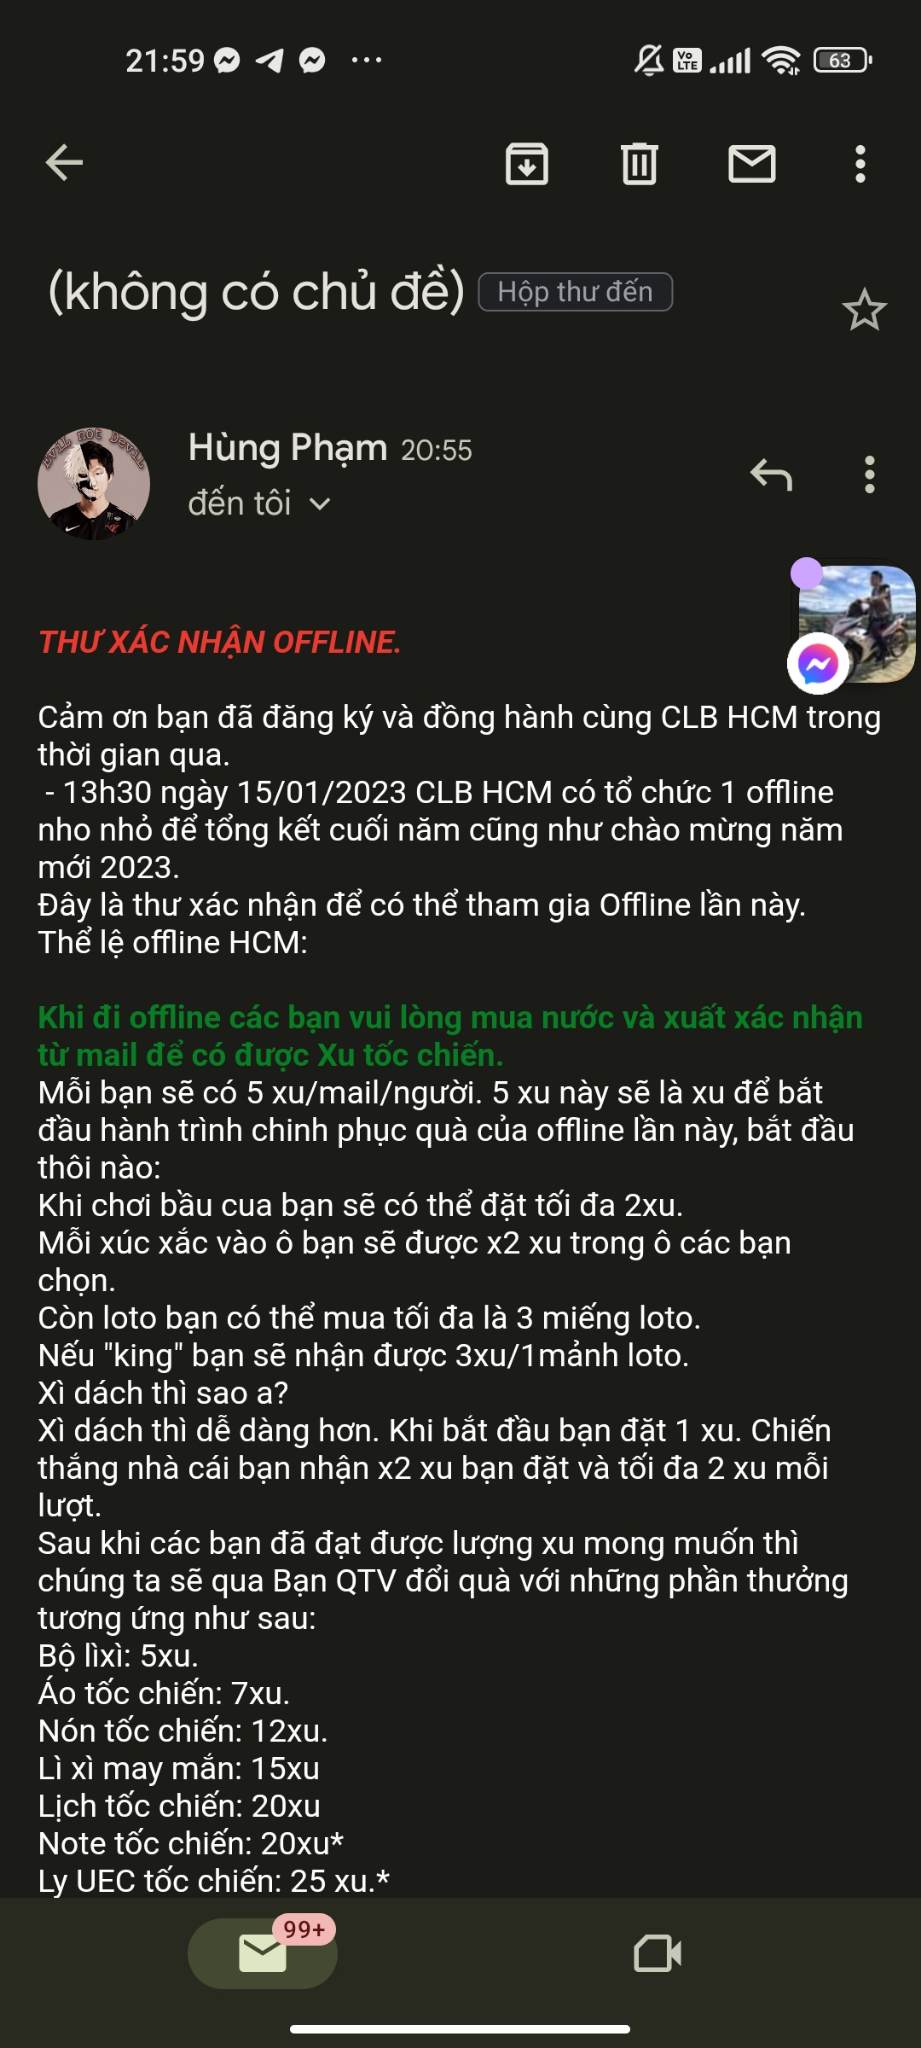 21:59
Vo LTE
63
(không có chủ đề) Hộp thư đến
Evil not Devil
Hùng Phạm 20:55
đến tôi
THƯ XÁC NHẬN OFFLINE.
Cảm ơn bạn đã đăng ký và đồng hành cùng CLB HCM trong
thời gian qua.
- 13h30 ngày 15/01/2023 CLB HCM có tổ chức 1 offline
nho nhỏ để tổng kết cuối năm cũng như chào mừng năm
mới 2023.
Đây là thư xác nhận để có thể tham gia Offline lần này.
Thể lệ offline HCM:
Khi đi offline các bạn vui lòng mua nước và xuất xác nhận
từ mail để có được Xu tốc chiến.
Mỗi bạn sẽ có 5 xu/mail/người. 5 xu này sẽ là xu để bắt
đầu hành trình chinh phục quà của offline lần này, bắt đầu
thôi nào:
Khi chơi bầu cua bạn sẽ có thể đặt tối đa 2xu.
Mỗi xúc xắc vào ô bạn sẽ được x2 xu trong ô các bạn
chọn.
Còn loto bạn có thể mua tối đa là 3 miếng loto.
Nếu "king" bạn sẽ nhận được 3xu/1mảnh loto.
Xì dách thì sao a?
Xì dách thì dễ dàng hơn. Khi bắt đầu bạn đặt 1 xu. Chiến
thắng nhà cái bạn nhận x2 xu bạn đặt và tối đa 2 xu mỗi
lượt.
Sau khi các bạn đã đạt được lượng xu mong muốn thì
chúng ta sẽ qua Bạn QTV đổi quà với những phần thưởng
tương ứng như sau:
Bộ lìxì: 5xu.
Áo tốc chiến: 7xu.
Nón tốc chiến: 12xu.
Lì xì may mắn: 15xu
Lịch tốc chiến: 20xu
Note tốc chiến: 20xu*
Ly UEC tốc chiến: 25 xu.*
99+